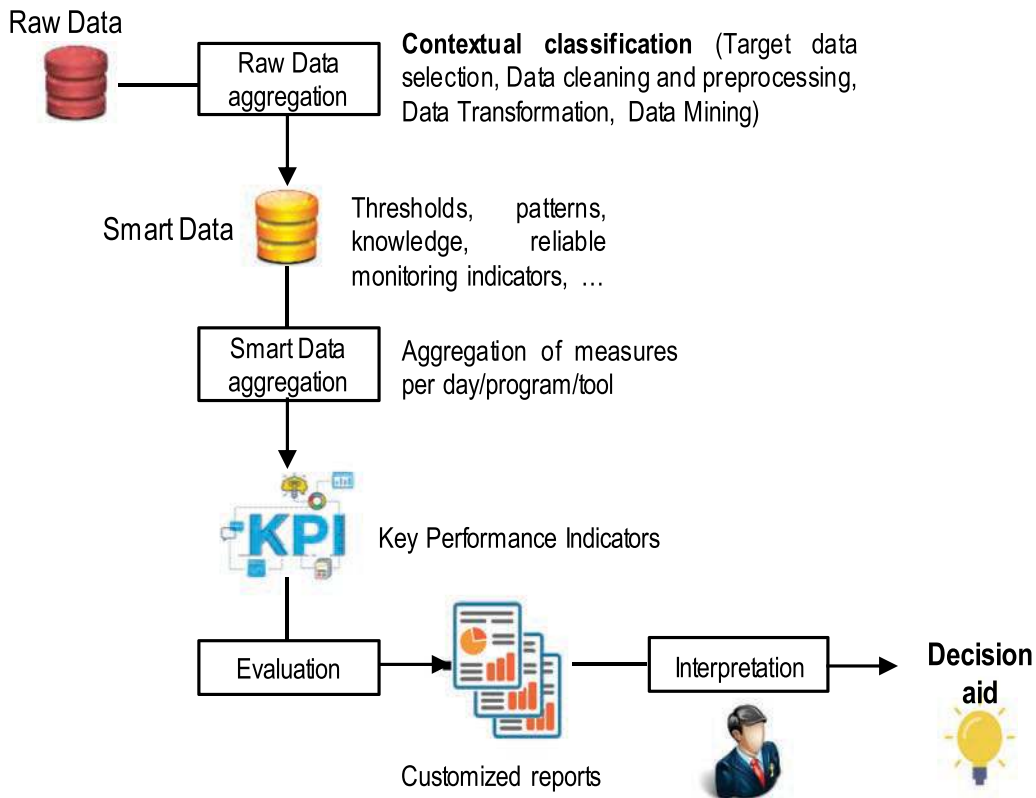 Raw Data
Raw Data
aggregation
Contextual classification (Target data
selection, Data cleaning and preprocessing,
Data Transformation, Data Mining)
Smart Data
Thresholds, patterns,
knowledge, reliable
monitoring indicators, …
Smart Data
aggregation
Aggregation of measures
per day/program/tool
KPI
Key Performance Indicators
Evaluation
Customized reports
Interpretation
Decision
aid